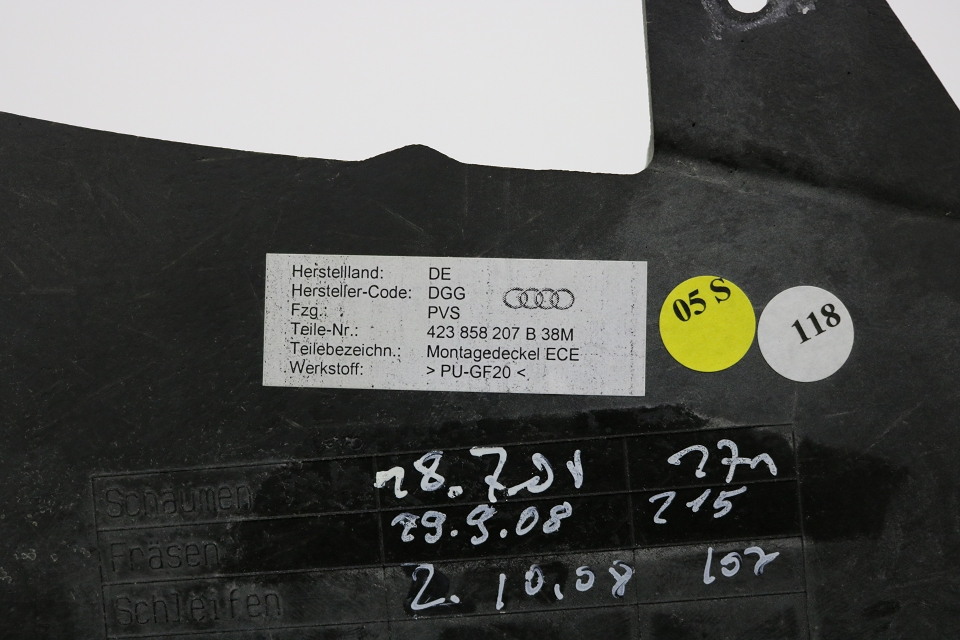 Herstelland: DE
Hersteller-Code: DGG
Fzg.: PVS
Teile-Nr.: 423 858 207 B 38M
Teilebezeichn.: Montagedeckel ECE
Werkstoff: > PU-GF20 <
05 S
118
Schäumen
Fräsen 29.9.08 215
Schleifen 2. 10.08 107